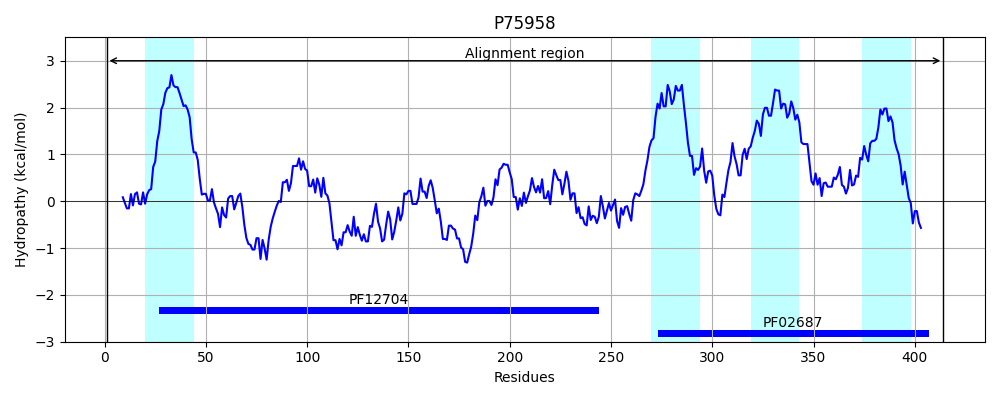 P75958
Alignment region
Hydropathy (kcal/mol)
3
2
1
0
−1
−2
−3
PF12704
PF02687
0 50 100 150 200 250 300 350 400
Residues